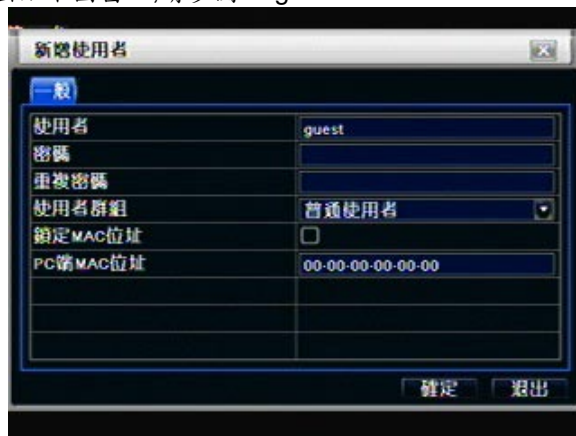 新增使用者
一般
使用者 guest
密碼
重複密碼
使用者群組 普通使用者
鎖定MAC位址
PC端MAC位址 00-00-00-00-00-00
確定 退出